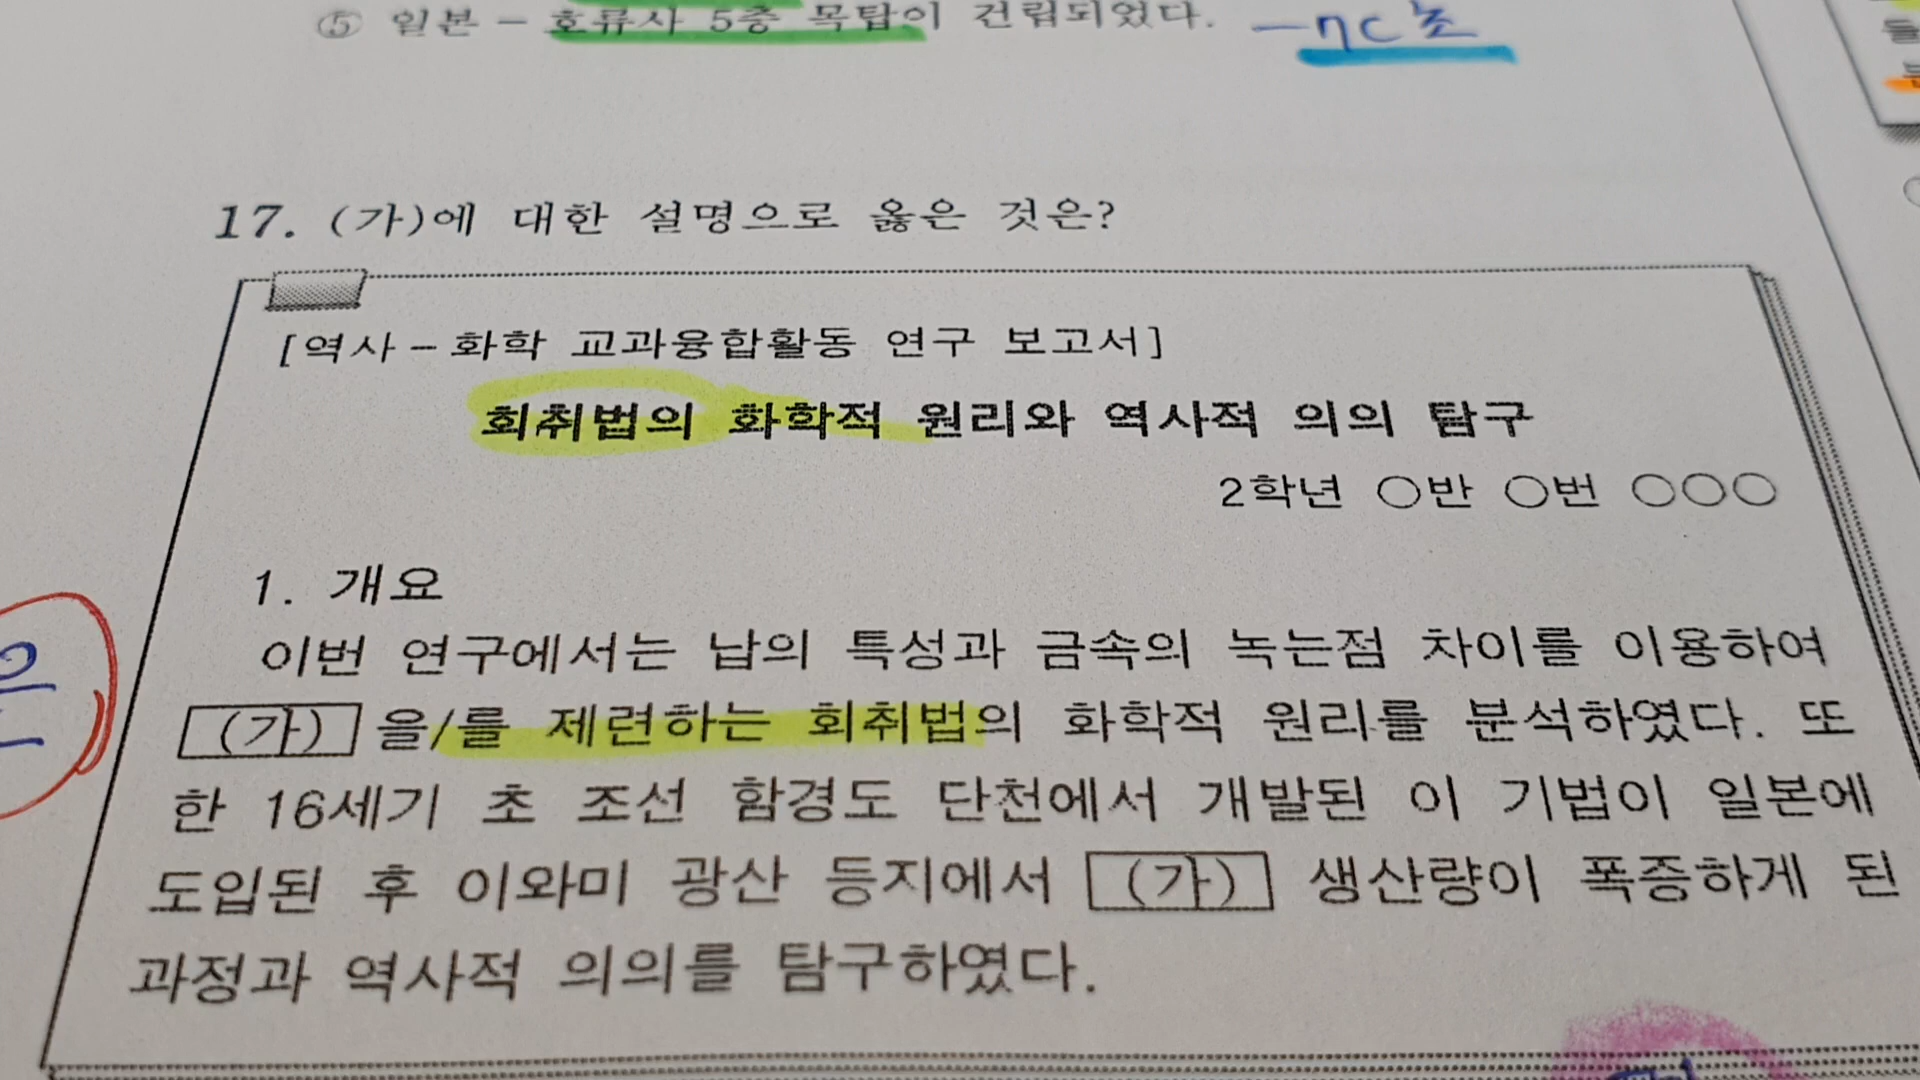 ⑤ 일본 - 호류사 5층 목탑이 건립되었다. -7C초
17. (가)에 대한 설명으로 옳은 것은?
[역사-화학 교과융합활동 연구 보고서]
회취법의 화학적 원리와 역사적 의의 탐구
2학년 ○반 ○번 ○○○
1. 개요
이번 연구에서는 납의 특성과 금속의 녹는점 차이를 이용하여
(가) 을/를 제련하는 회취법의 화학적 원리를 분석하였다. 또
한 16세기 초 조선 함경도 단천에서 개발된 이 기법이 일본에
도입된 후 이와미 광산 등지에서 (가) 생산량이 폭증하게 된
과정과 역사적 의의를 탐구하였다.
은